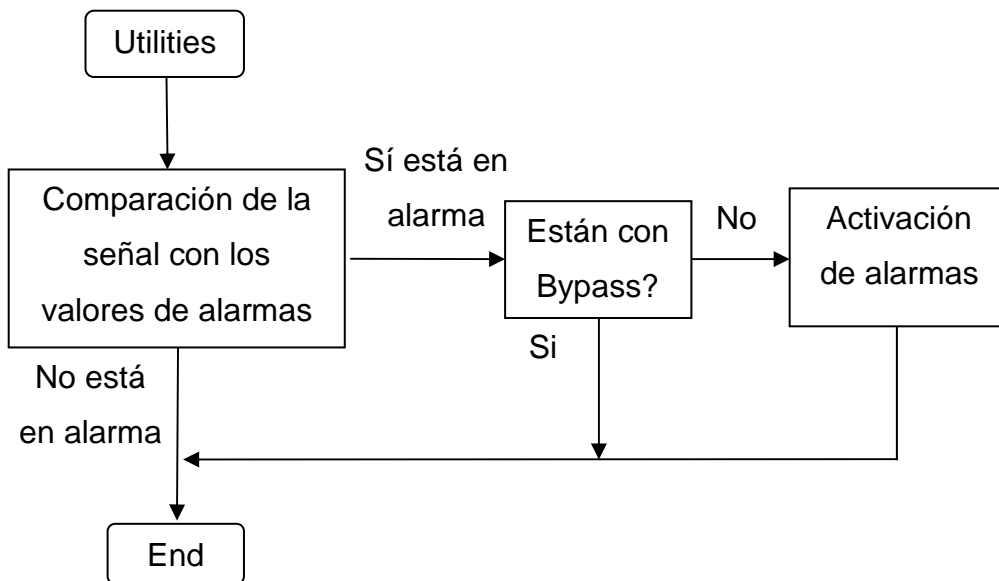 Utilities
Comparación de la
señal con los
valores de alarmas
Sí está en
alarma
Están con
Bypass?
No
Activación
de alarmas
Si
No está
en alarma
End